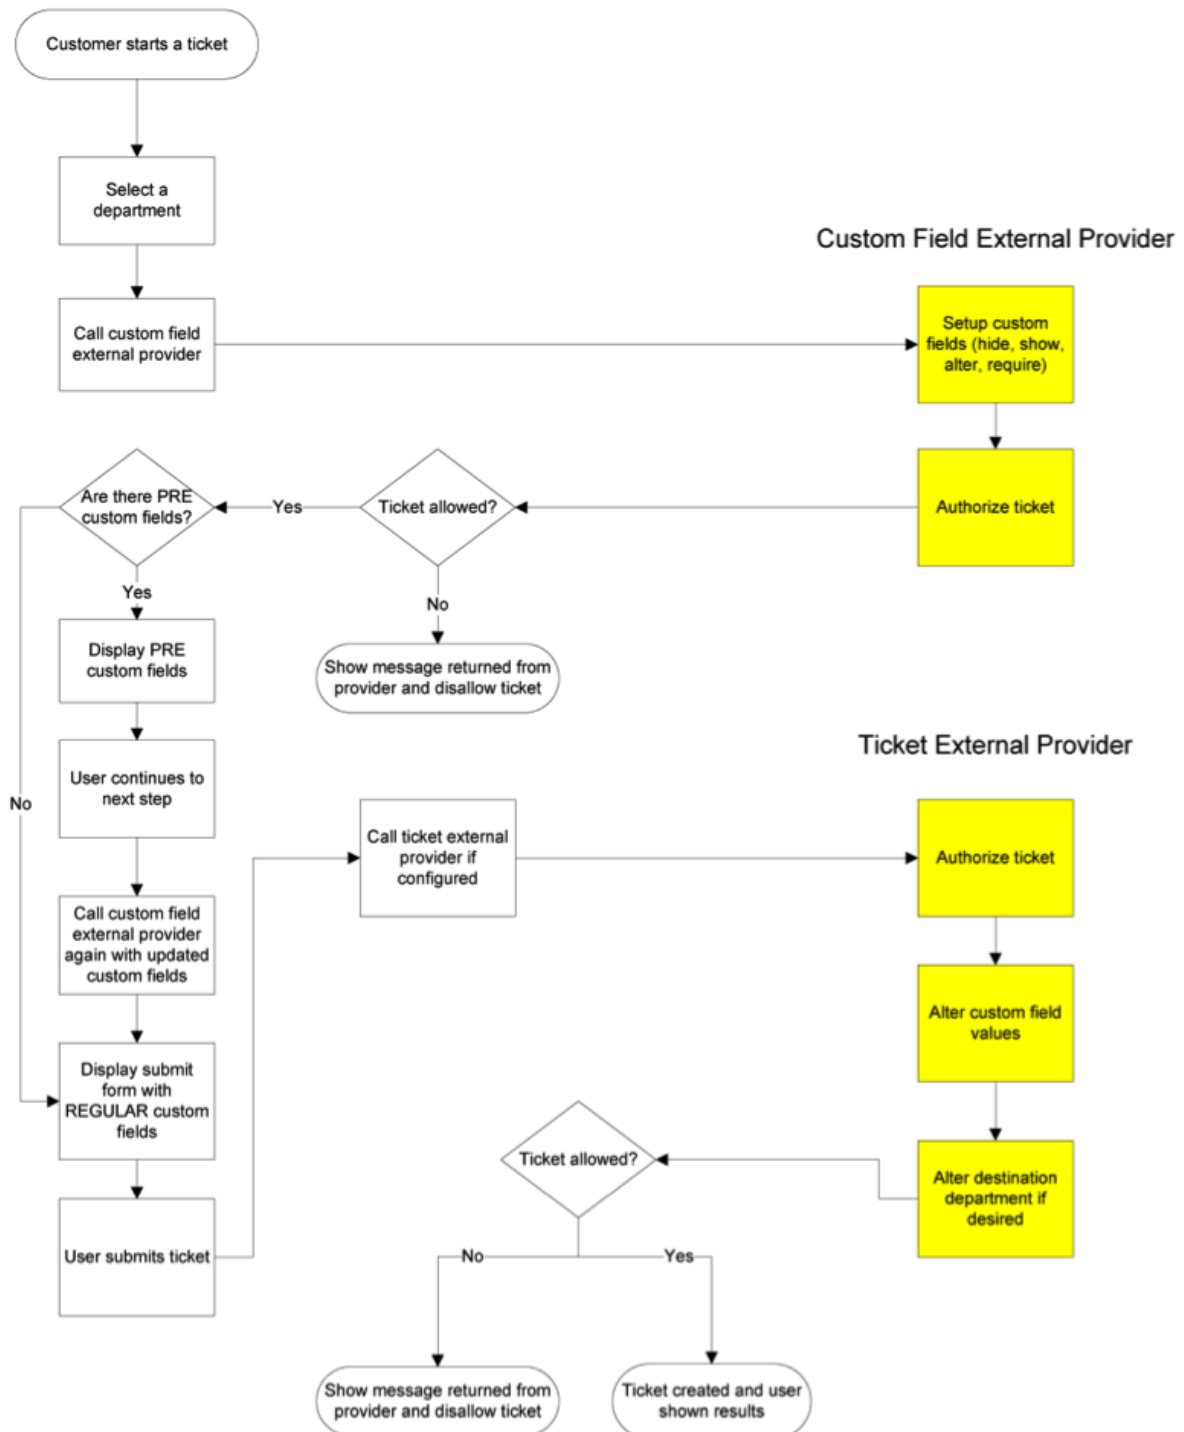 Customer starts a ticket
Select a
department
Custom Field External Provider
Call custom field
external provider
Setup custom
fields (hide, show,
alter, require)
Are there PRE
custom fields?
Yes
Ticket allowed?
Authorize ticket
Yes
No
Display PRE
custom fields
Show message returned from
provider and disallow ticket
Ticket External Provider
User continues to
next step
No
Call ticket external
provider if
configured
Authorize ticket
Call custom field
external provider
again with updated
custom fields
Alter custom field
values
Display submit
form with
REGULAR custom
fields
Ticket allowed?
Alter destination
department if
desired
User submits ticket
No
Yes
Show message returned from
provider and disallow ticket
Ticket created and user
shown results